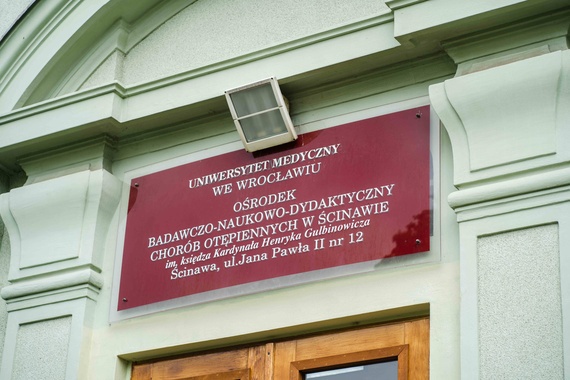 UNIWERSYTET MEDYCZNY
WE WROCŁAWIU
OŚRODEK
BADAWCZO-NAUKOWO-DYDAKTYCZNY
CHORÓB OTĘPIENNYCH W ŚCINAWIE
im. księdza Kardynała Henryka Gulbinowicza
Ścinawa, ul.Jana Pawła II nr 12